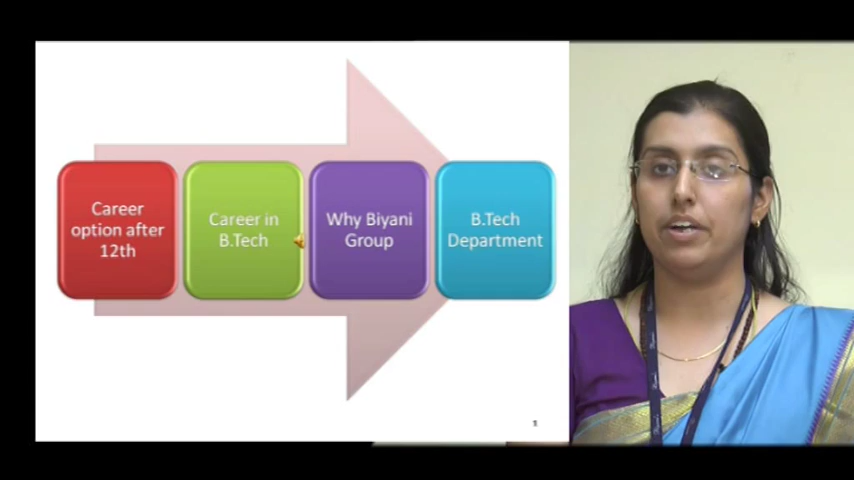 Career
option after
12th
Career in
B.Tech
Why Biyani
Group
B.Tech
Department
1